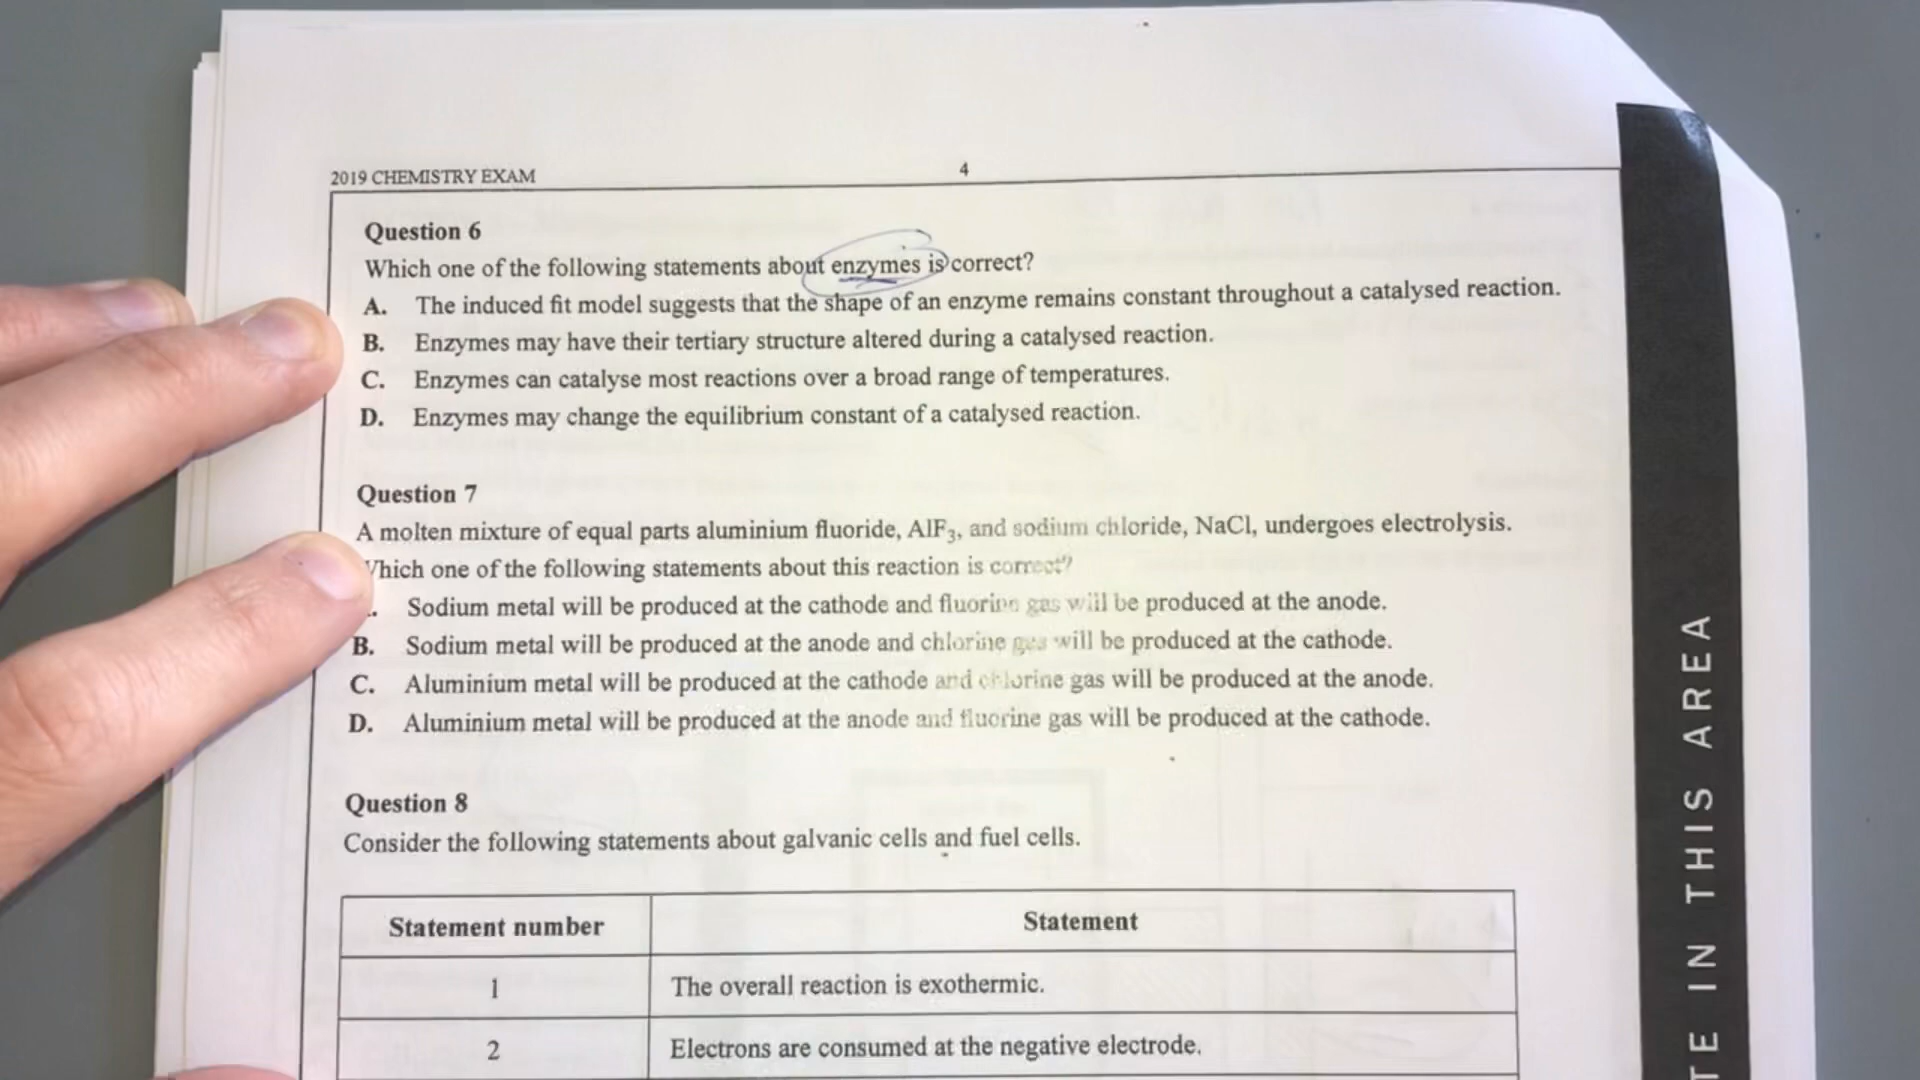 2019 CHEMISTRY EXAM
4
Question 6
Which one of the following statements about enzymes is correct?
A. The induced fit model suggests that the shape of an enzyme remains constant throughout a catalysed reaction.
B. Enzymes may have their tertiary structure altered during a catalysed reaction.
C. Enzymes can catalyse most reactions over a broad range of temperatures.
D. Enzymes may change the equilibrium constant of a catalysed reaction.
Question 7
A molten mixture of equal parts aluminium fluoride, AlF₃, and sodium chloride, NaCl, undergoes electrolysis.
Which one of the following statements about this reaction is correct?
Sodium metal will be produced at the cathode and fluorine gas will be produced at the anode.
B. Sodium metal will be produced at the anode and chlorine gas will be produced at the cathode.
C. Aluminium metal will be produced at the cathode and chlorine gas will be produced at the anode.
D. Aluminium metal will be produced at the anode and fluorine gas will be produced at the cathode.
Question 8
Consider the following statements about galvanic cells and fuel cells.
Statement number Statement
1 The overall reaction is exothermic.
2 Electrons are consumed at the negative electrode.
IN THIS AREA